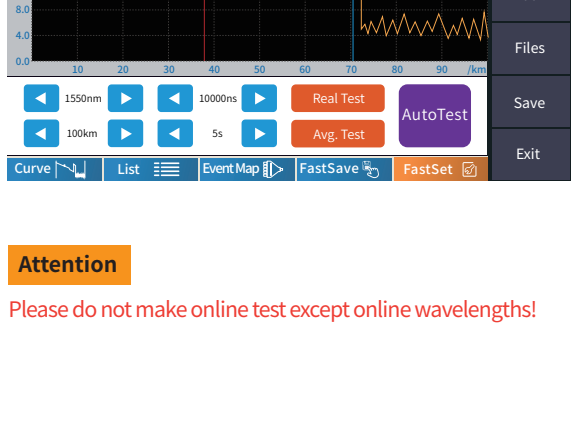 8.0
4.0
0.0
10 20 30 40 50 60 70 80 90 /km
Files
1550nm 10000ns Real Test
AutoTest
Save
100km 5s Avg. Test
Exit
Curve List Event Map FastSave FastSet
Attention
Please do not make online test except online wavelengths!